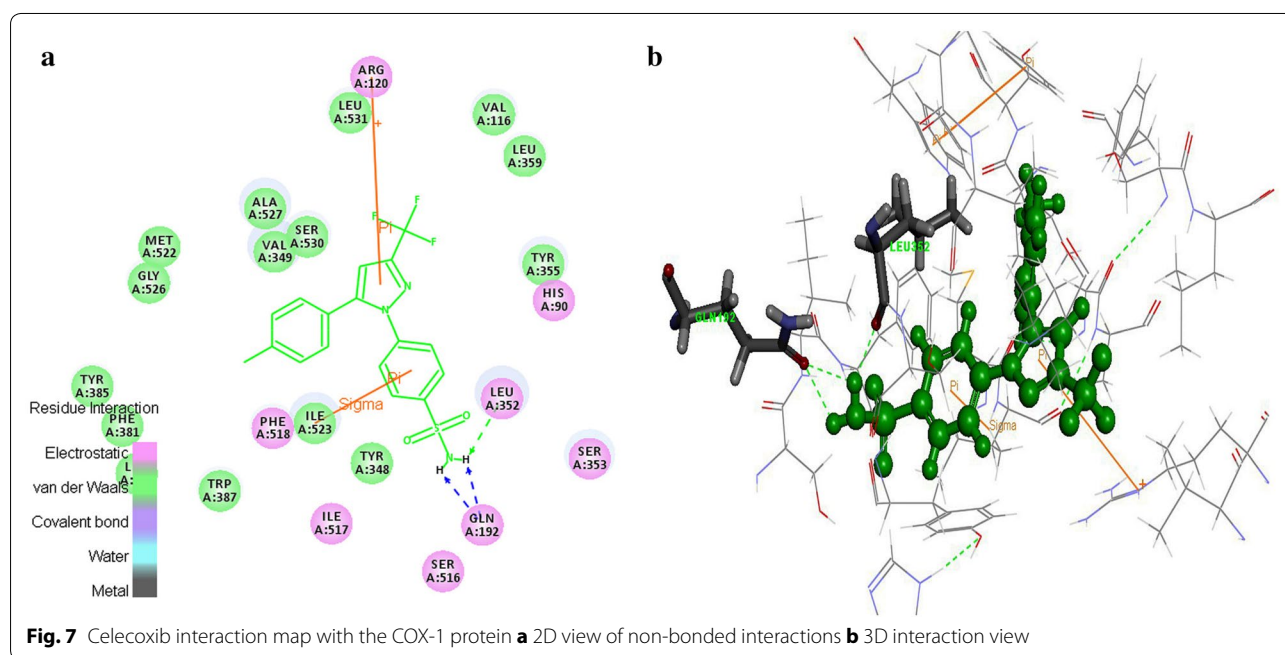 a
b
ARG
A:120
LEU
A:531
VAL
A:116
LEU
A:359
ALA
A:527
SER
A:530
VAL
A:349
MET
A:522
GLY
A:526
TYR
A:355
HIS
A:90
F
F
F
Pi
+
N
N
TYR
A:385
Residue Interaction
PHE
A:381
Electrostatic
van der Waals
Covalent bond
Water
Metal
L
A:
TRP
A:387
PHE
A:518
ILE
A:523
Pi
Sigma
LEU
A:352
TYR
A:348
O
S
O
N
H
H
SER
A:353
ILE
A:517
GLN
A:192
SER
A:516
Pi
Pi
LEU352
GLN192
Pi
Pi
Sigma
+
Fig. 7 Celecoxib interaction map with the COX-1 protein a 2D view of non-bonded interactions b 3D interaction view